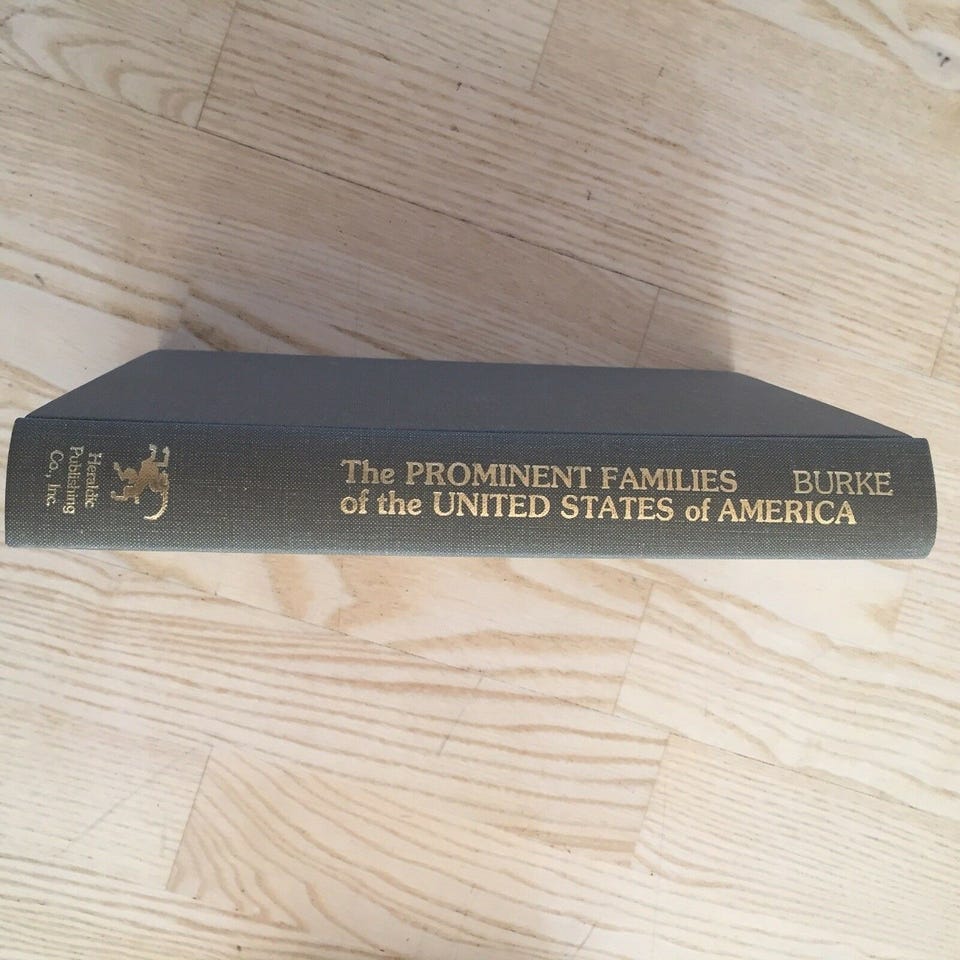 The PROMINENT FAMILIES
of the UNITED STATES of AMERICA
BURKE
Heraldic
Publishing
Co., Inc.